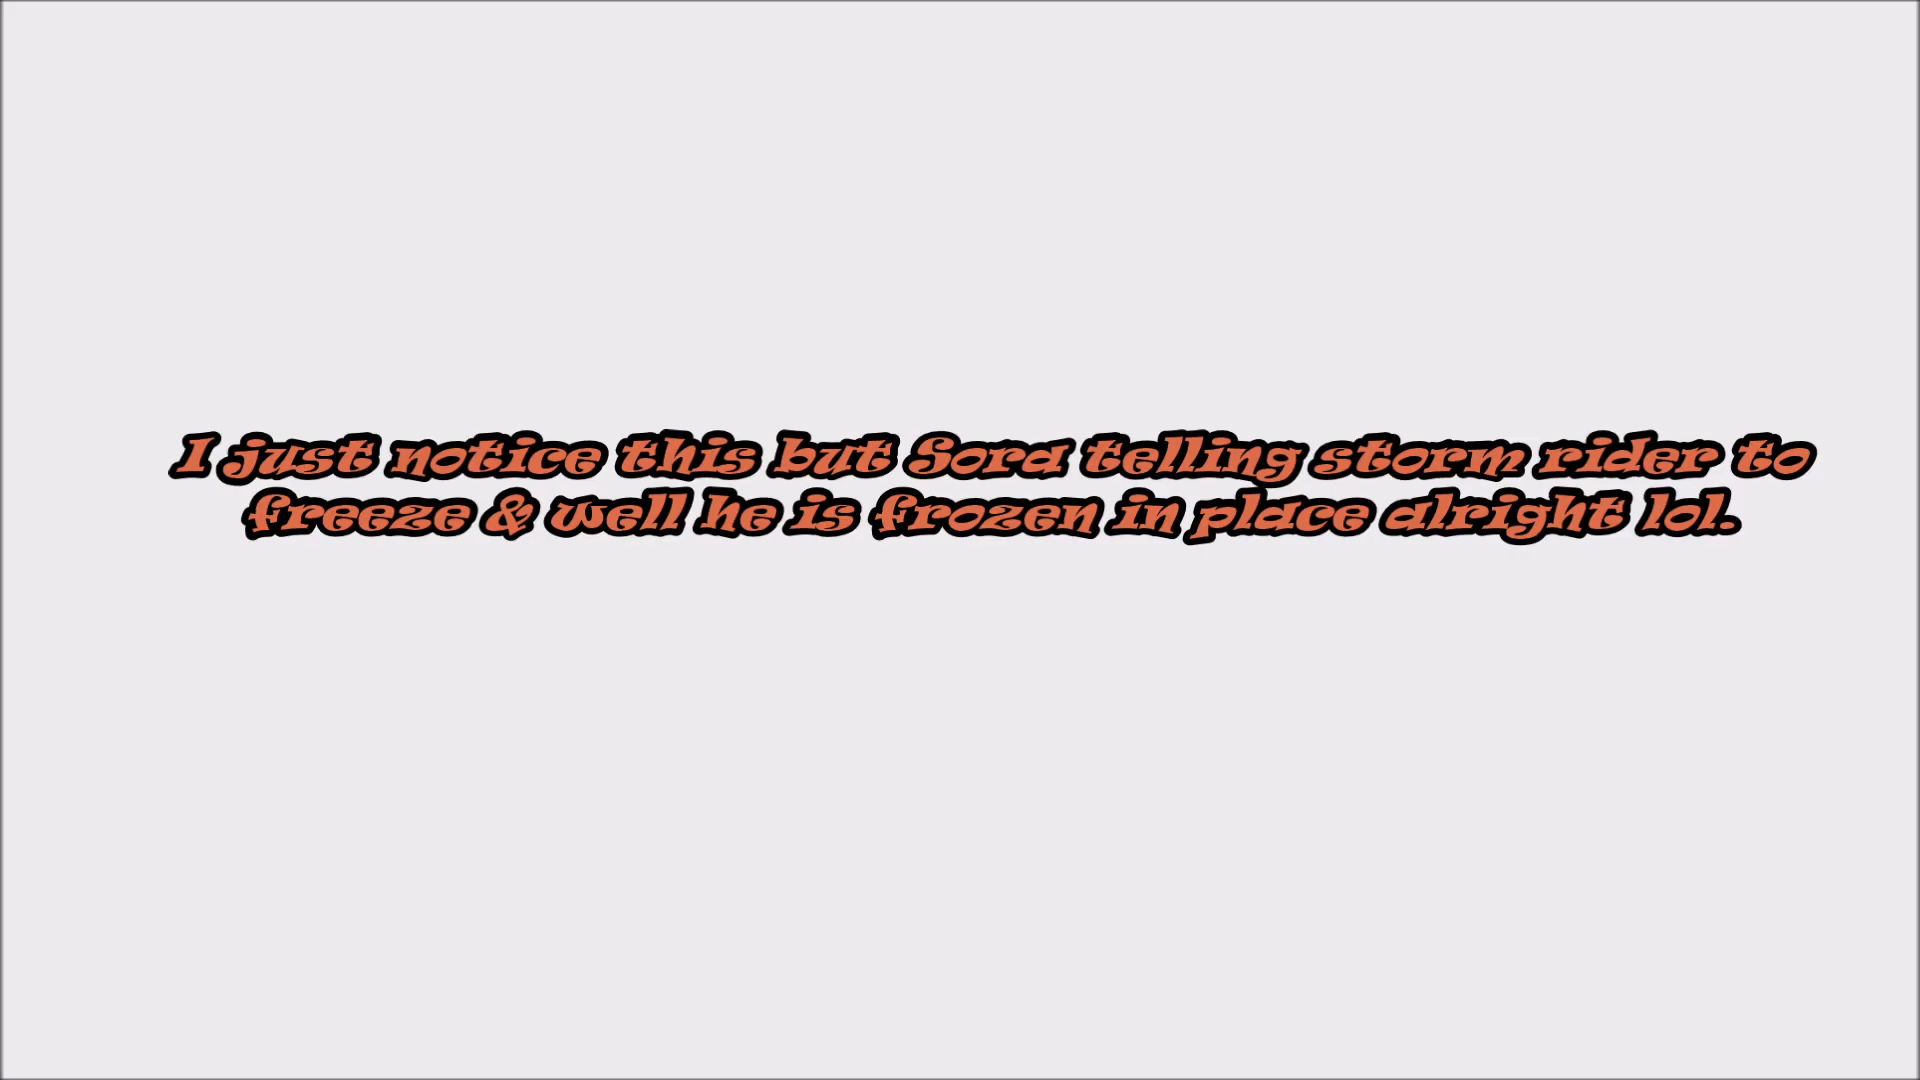 I just notice this but Sora telling storm rider to
freeze & well he is frozen in place alright lol.